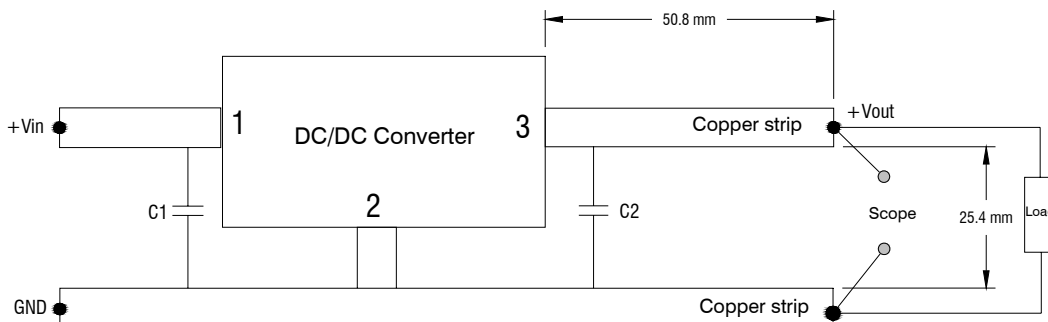 50.8 mm
+Vin
1
DC/DC Converter
3
Copper strip
+Vout
C1
2
C2
Scope
25.4 mm
Loa
GND
Copper strip